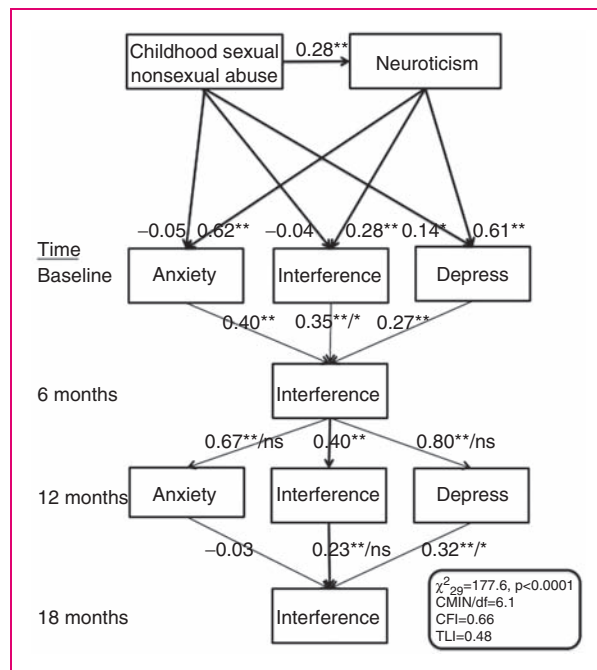 Childhood sexual
nonsexual abuse
0.28**
Neuroticism
−0.05 0.62** −0.04 0.28** 0.14* 0.61**
Time
Baseline
Anxiety
Interference
Depress
0.40** 0.35**/* 0.27**
6 months
Interference
0.67**/ns 0.40** 0.80**/ns
12 months
Anxiety
Interference
Depress
−0.03 0.23**/ns 0.32**/*
18 months
Interference
χ²₂₉=177.6, p<0.0001
CMIN/df=6.1
CFI=0.66
TLI=0.48